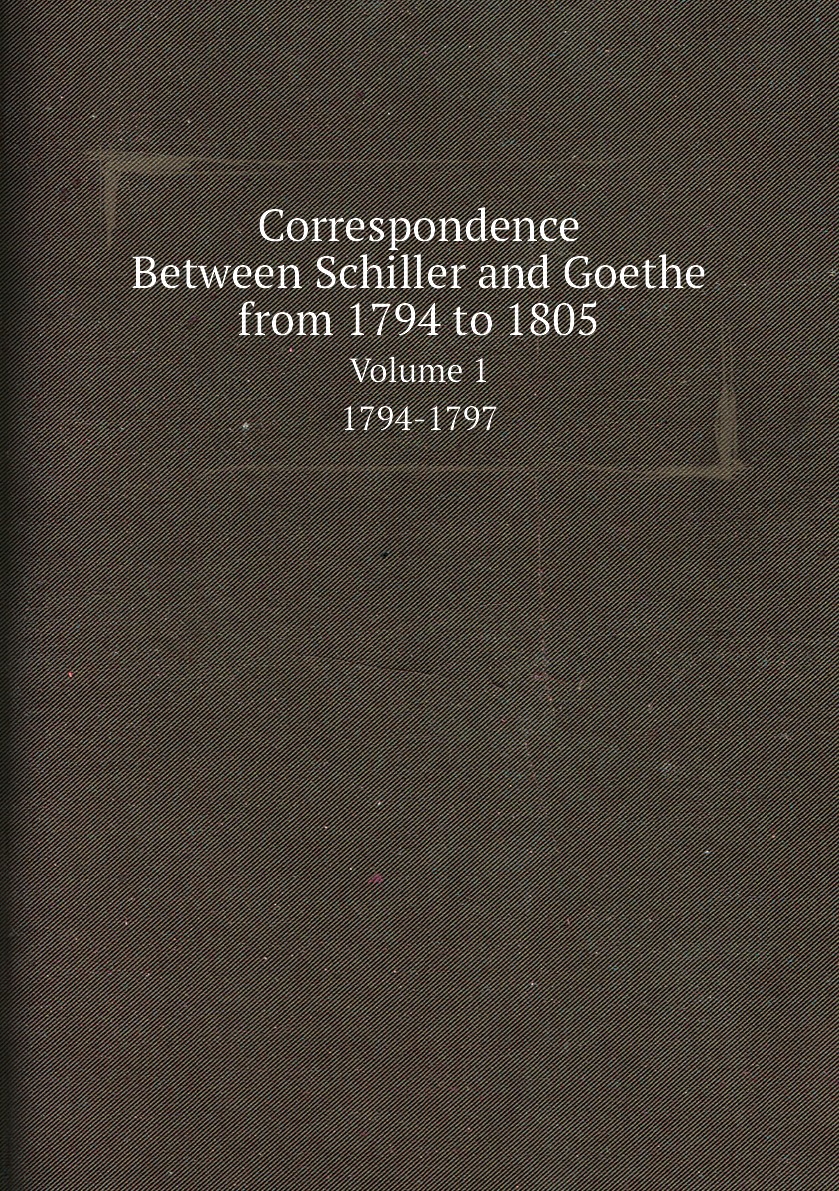 Correspondence
Between Schiller and Goethe
from 1794 to 1805
Volume 1
1794-1797